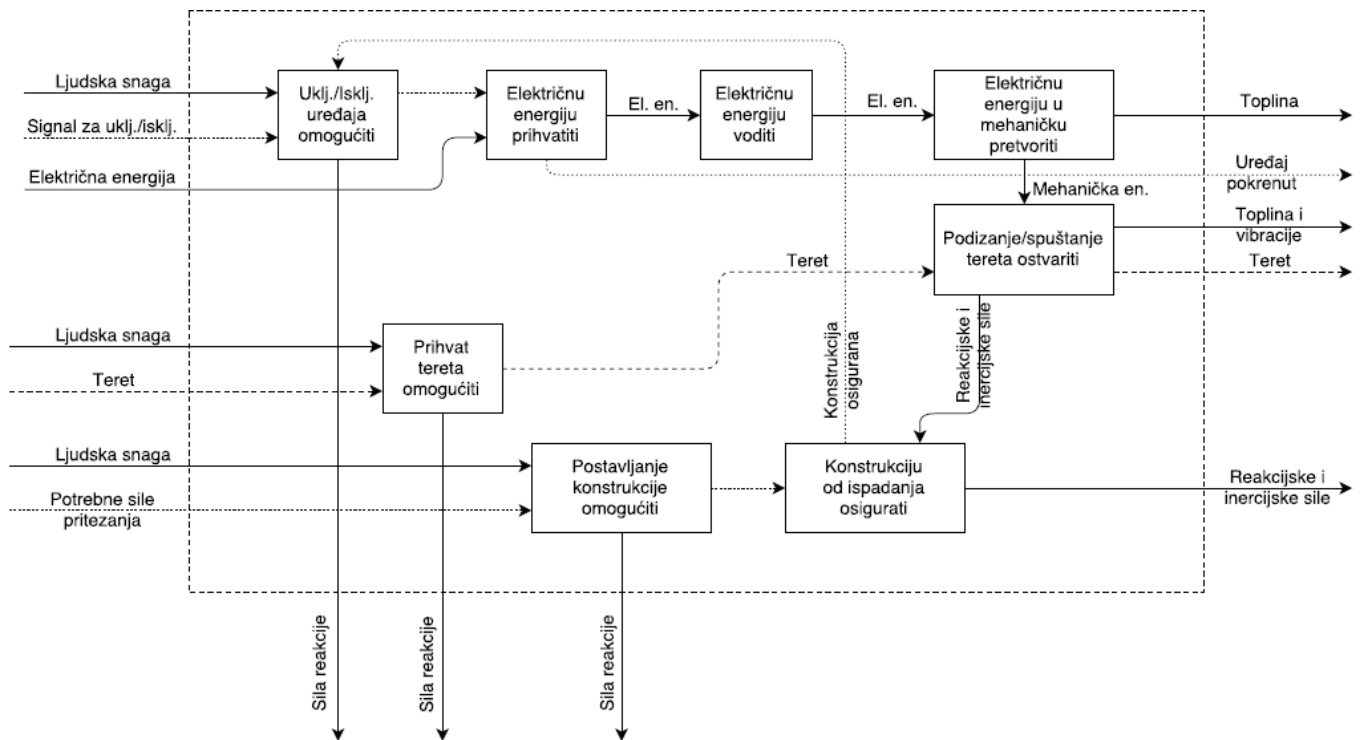 Ljudska snaga
Signal za uklj./isklj.
Električna energija
Uklj./Isklj.
uređaja
omogućiti
Električnu
energiju
prihvatiti
El. en.
Električnu
energiju
voditi
El. en.
Električnu
energiju u
mehaničku
pretvoriti
Toplina
Uređaj
pokrenut
Mehanička en.
Podizanje/spuštanje
tereta ostvariti
Toplina i
vibracije
Teret
Teret
Ljudska snaga
Teret
Prihvat
tereta
omogućiti
Konstrukcija
osigurana
Reakcijske i
inercijske sile
Ljudska snaga
Potrebne sile
pritezanja
Postavljanje
konstrukcije
omogućiti
Konstrukciju
od ispadanja
osigurati
Reakcijske i
inercijske sile
Sila reakcije
Sila reakcije
Sila reakcije